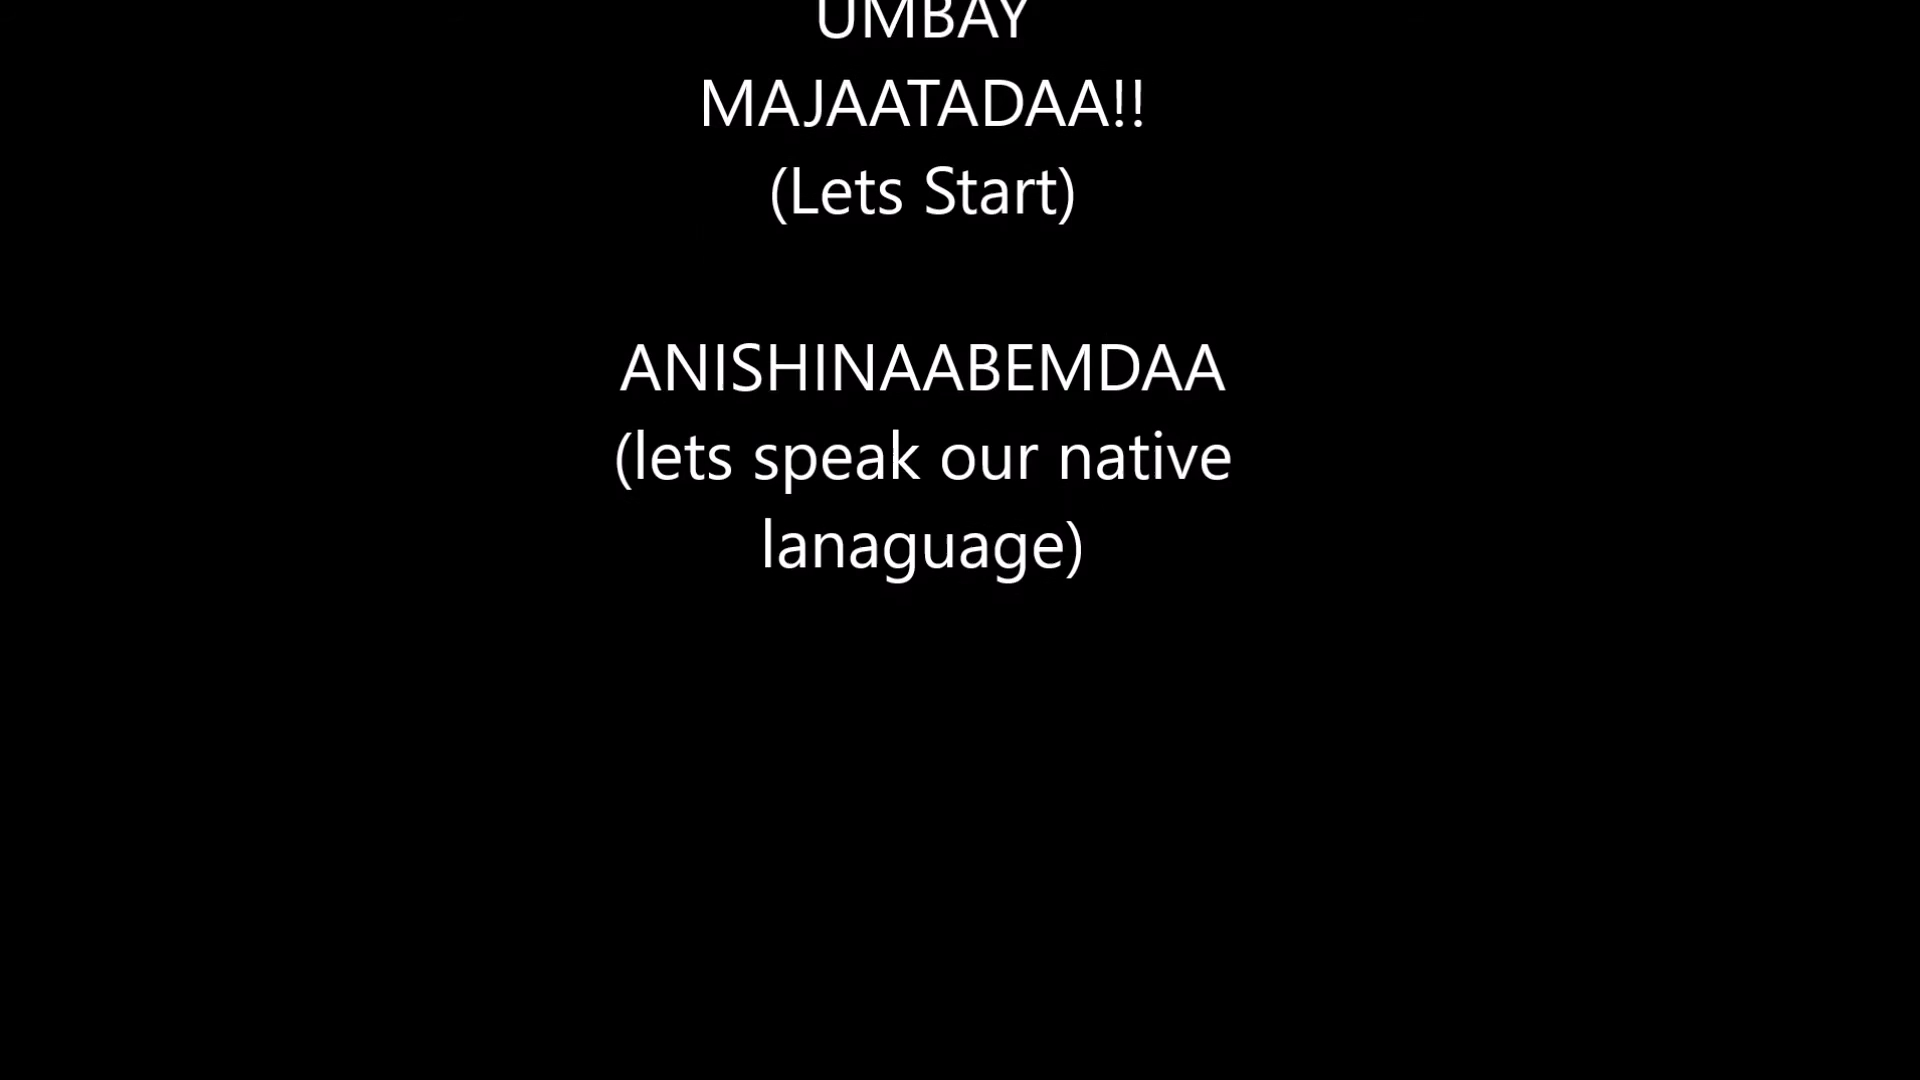 UMBAY
MAJAATADAA!!
(Lets Start)
ANISHINAABEMDAA
(lets speak our native
lanaguage)